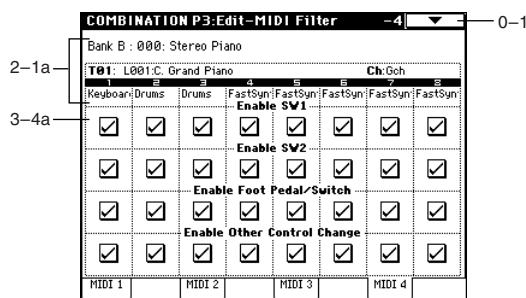 COMBINATION P3:Edit-MIDI Filter -4 0–1
Bank B : 000: Stereo Piano
2–1a
T01: L001:C. Grand Piano Ch:Gch
1 2 3 4 5 6 7 8
Keyboar Drums Drums FastSyn FastSyn FastSyn FastSyn FastSyn
Enable SW1
3–4a
Enable SW2
Enable Foot Pedal/Switch
Enable Other Control Change
MIDI 1 MIDI 2 MIDI 3 MIDI 4